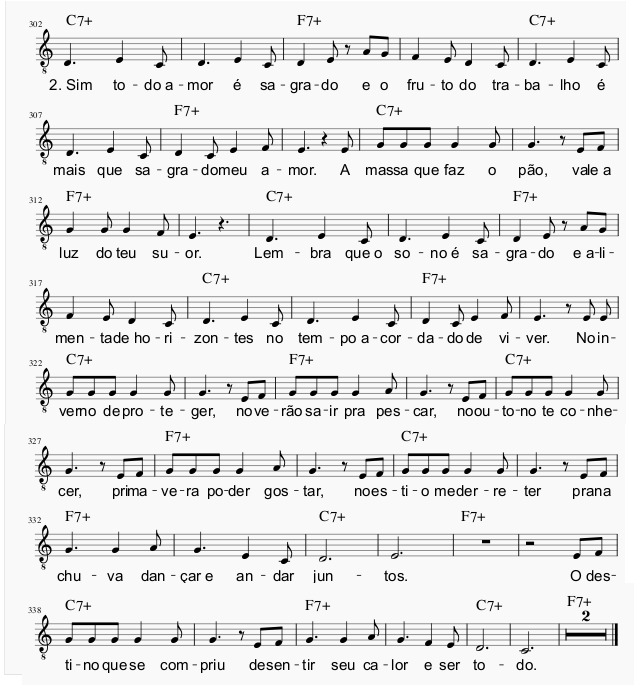 C7+ F7+ C7+
302
2. Sim to-do a-mor é sa-gra-do e o fru-to do tra-ba-lho é
F7+ C7+
307
mais que sa-gra-do meu a-mor. A massa que faz o pão, vale a
F7+ C7+ F7+
312
luz do teu su-or. Lem-bra que o so-no é sa-gra-do e a-li-
C7+ F7+
317
men-ta de ho-ri-zon-tes no tem-po a-cor-da-do de vi-ver. No in-
C7+ F7+ C7+
322
verno de pro-te-ger, no ve-rão sa-ir pra pes-car, no ou-to-no te co-nhe-
F7+ C7+
327
cer, prima-ve-ra po-der gos-tar, no es-ti-o me der-re-ter pra na
F7+ C7+ F7+
332
chu-va dan-çar e an-dar jun-tos. O des-
C7+ F7+ C7+ F7+
338 2
ti-no que se com-priu de sen-tir seu ca-lor e ser to-do.